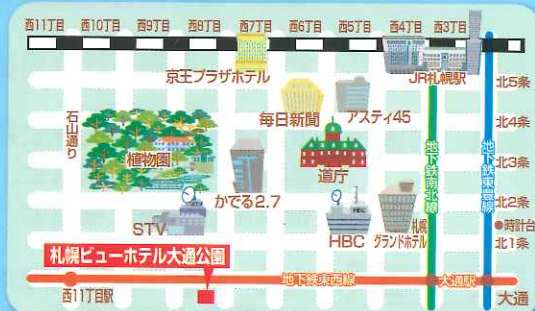 西11丁目 西10丁目 西9丁目 西8丁目 西7丁目 西6丁目 西5丁目 西4丁目 西3丁目
京王プラザホテル
JR札幌駅
北5条
毎日新聞
アスティ45
石山通り
北4条
植物園
道庁
地下鉄南北線
地下鉄東豊線
北3条
かでる2.7
北2条
STV
HBC
札幌
グランドホテル
時計台
北1条
札幌ビューホテル大通公園
西11丁目駅
地下鉄東西線
大通駅
大通